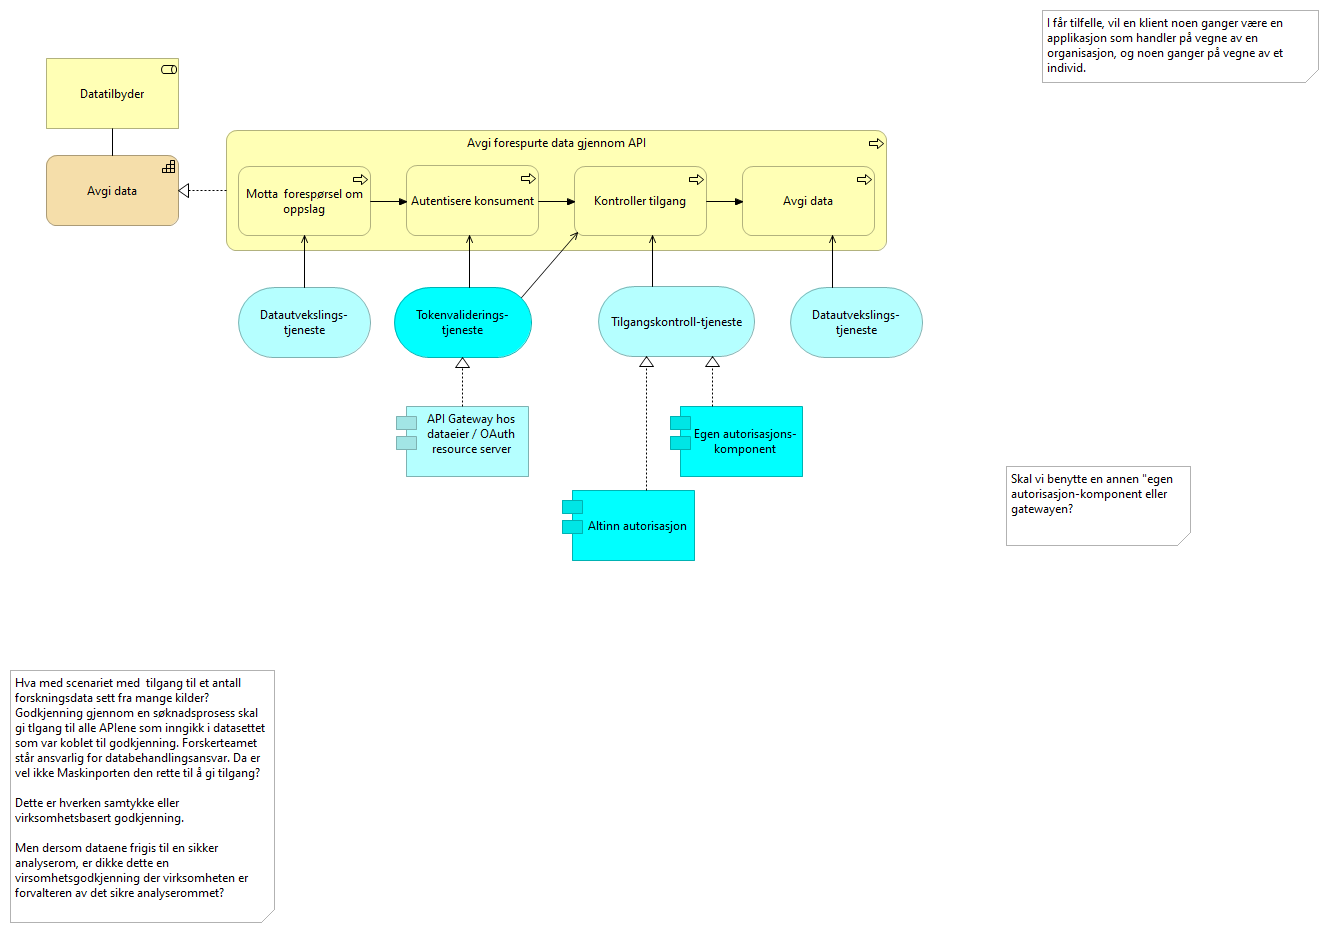 I får tilfelle, vil en klient noen ganger være en
applikasjon som handler på vegne av en
organisasjon, og noen ganger på vegne av et
individ.
Datatilbyder
Avgi data
Avgi forespurte data gjennom API
Motta  forespørsel om
oppslag
Autentisere konsument
Kontroller tilgang
Avgi data
Datautvekslings-
tjeneste
Tokenvaliderings-
tjeneste
Tilgangskontroll-tjeneste
Datautvekslings-
tjeneste
API Gateway hos
dataeier / OAuth
resource server
Egen autorisasjons-
komponent
Altinn autorisasjon
Skal vi benytte en annen "egen
autorisasjon-komponent eller
gatewayen?
Hva med scenariet med  tilgang til et antall
forskningsdata sett fra mange kilder?
Godkjenning gjennom en søknadsprosess skal
gi tlgang til alle APIene som inngikk i datasettet
som var koblet til godkjenning. Forskerteamet
står ansvarlig for databehandlingsansvar. Da er
vel ikke Maskinporten den rette til å gi tilgang?
Dette er hverken samtykke eller
virksomhetsbasert godkjenning.
Men dersom dataene frigis til en sikker
analyserom, er dikke dette en
virsomhetsgodkjenning der virksomheten er
forvalteren av det sikre analyserommet?